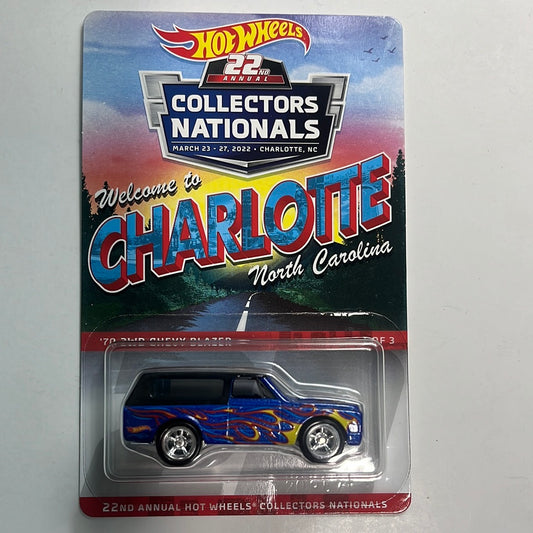 Hot Wheels
22ND
ANNUAL
COLLECTORS
NATIONALS
MARCH 23 - 27, 2022 • CHARLOTTE, NC
Welcome to
CHARLOTTE
North Carolina
'70 2WD CHEVY BLAZER OF 3
22ND ANNUAL HOT WHEELS® COLLECTORS NATIONALS